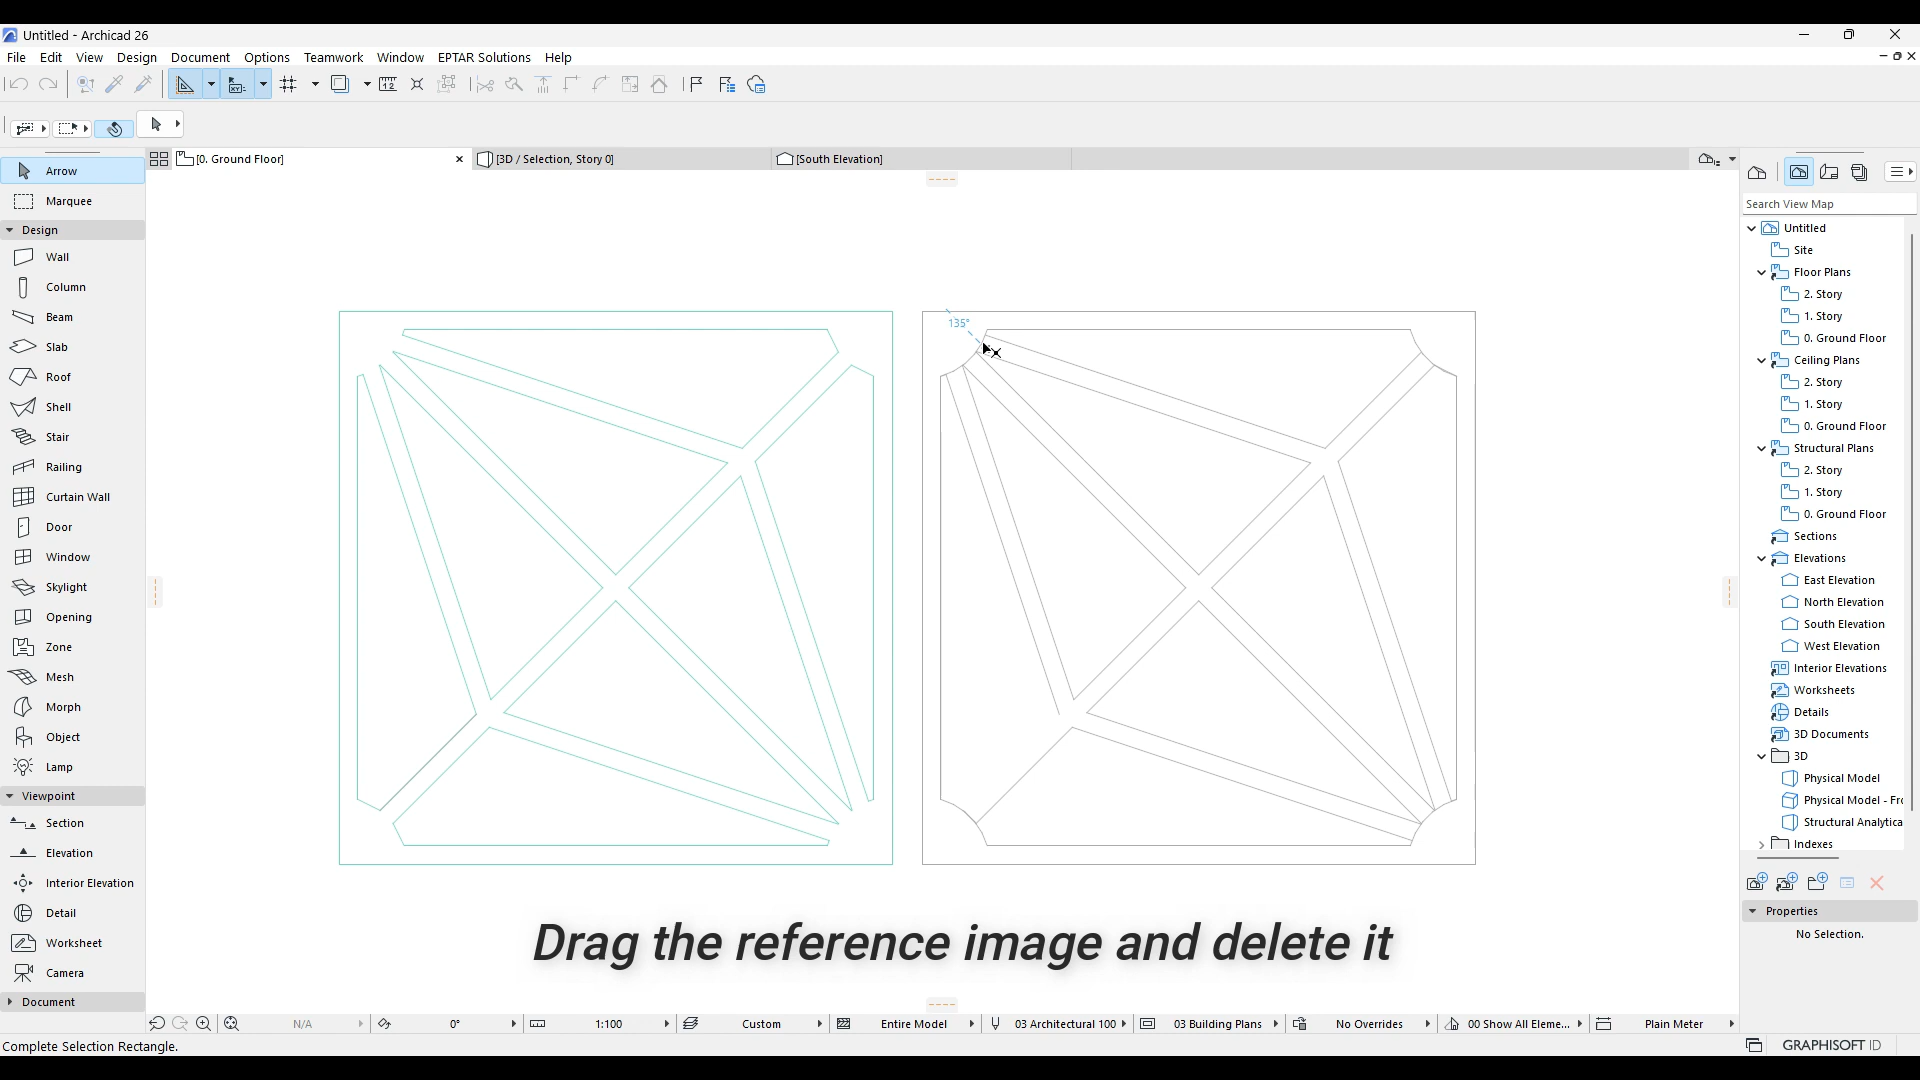 Untitled - Archicad 26
File Edit View Design Document Options Teamwork Window EPTAR Solutions Help
[0. Ground Floor] [3D / Selection, Story 0] [South Elevation]
Arrow
Marquee
Design
Wall
Column
Beam
Slab
Roof
Shell
Stair
Railing
Curtain Wall
Door
Window
Skylight
Opening
Zone
Mesh
Morph
Object
Lamp
Viewpoint
Section
Elevation
Interior Elevation
Detail
Worksheet
Camera
Document
135°
Drag the reference image and delete it
Search View Map
Untitled
Site
Floor Plans
2. Story
1. Story
0. Ground Floor
Ceiling Plans
2. Story
1. Story
0. Ground Floor
Structural Plans
2. Story
1. Story
0. Ground Floor
Sections
Elevations
East Elevation
North Elevation
South Elevation
West Elevation
Interior Elevations
Worksheets
Details
3D Documents
3D
Physical Model
Physical Model - Fr
Structural Analytica
Indexes
Properties
No Selection.
N/A 0° 1:100 Custom Entire Model 03 Architectural 100 03 Building Plans No Overrides 00 Show All Eleme... Plain Meter
Complete Selection Rectangle.
GRAPHISOFT ID